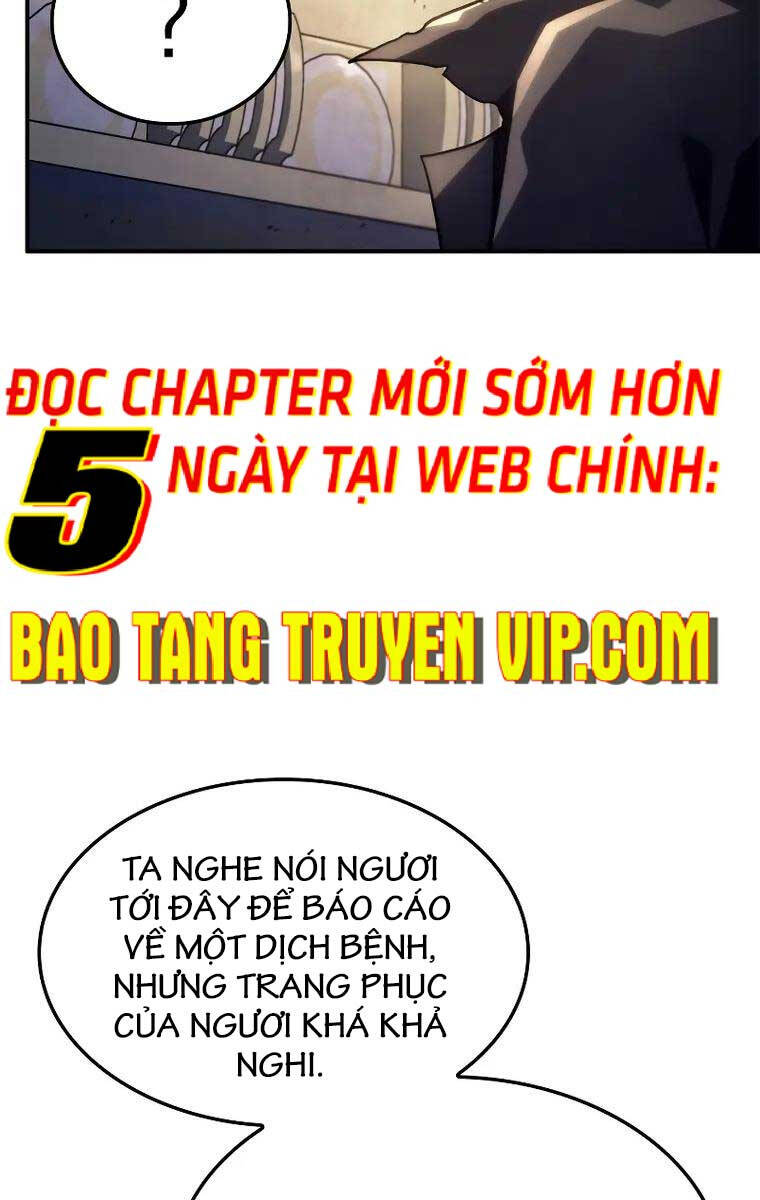 ?
ĐỌC CHAPTER MỚI SỚM HƠN
5 NGÀY TẠI WEB CHÍNH:
BAO TANG TRUYEN VIP.COM
TA NGHE NÓI NGƯƠI
TỚI ĐÂY ĐỂ BÁO CÁO
VỀ MỘT DỊCH BỆNH,
NHƯNG TRANG PHỤC
CỦA NGƯƠI KHÁ KHẢ
NGHI.